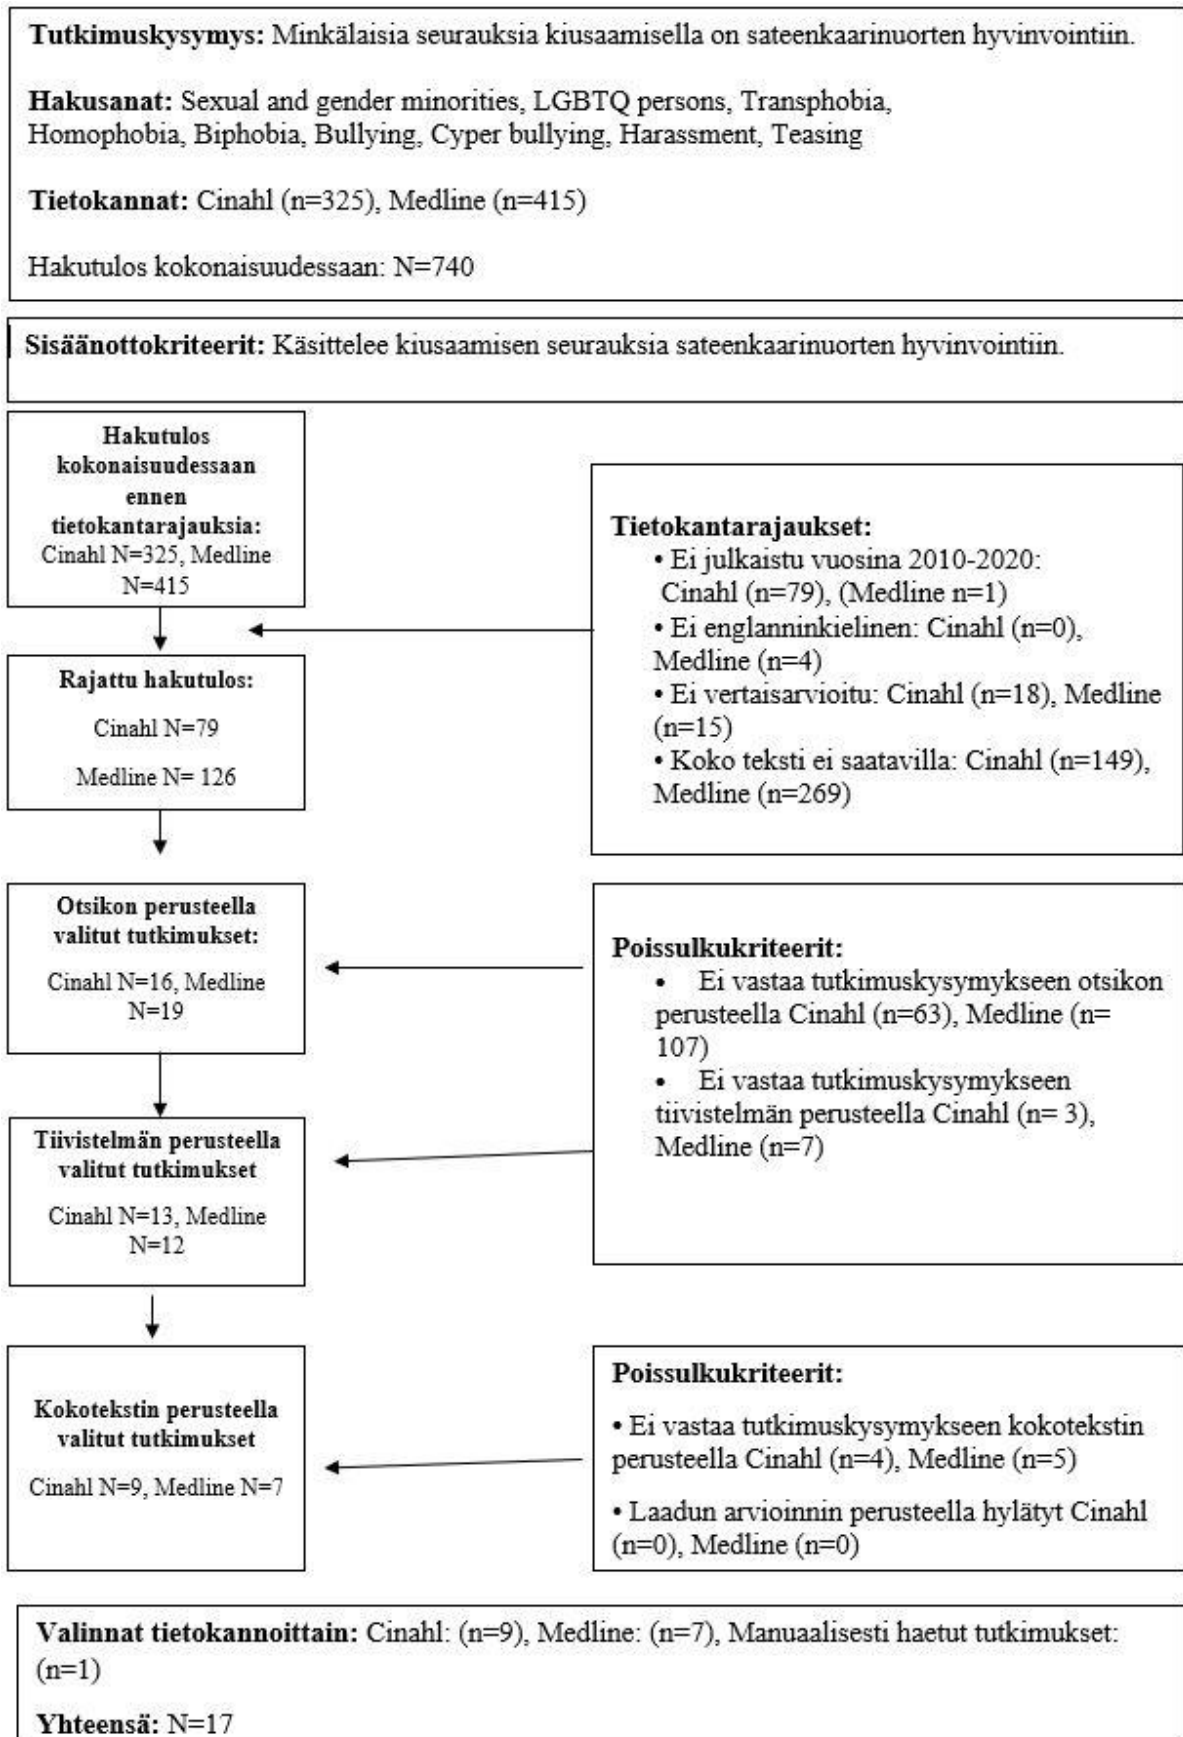 Tutkimuskysymys: Minkälaisia seurauksia kiusaamisella on sateenkaarinuorten hyvinvointiin.
Hakusanat: Sexual and gender minorities, LGBTQ persons, Transphobia,
Homophobia, Biphobia, Bullying, Cyper bullying, Harassment, Teasing
Tietokannat: Cinahl (n=325), Medline (n=415)
Hakutulos kokonaisuudessaan: N=740
Sisäänottokriteerit: Käsittelee kiusaamisen seurauksia sateenkaarinuorten hyvinvointiin.
Hakutulos
kokonaisuudessaan
ennen
tietokantarajauksia:
Cinahl N=325, Medline
N=415
Tietokantarajaukset:
• Ei julkaistu vuosina 2010-2020:
Cinahl (n=79), (Medline n=1)
• Ei englanninkielinen: Cinahl (n=0),
Medline (n=4)
• Ei vertaisarvioitu: Cinahl (n=18), Medline
(n=15)
• Koko teksti ei saatavilla: Cinahl (n=149),
Medline (n=269)
Rajattu hakutulos:
Cinahl N=79
Medline N= 126
Otsikon perusteella
valitut tutkimukset:
Cinahl N=16, Medline
N=19
Poissulkukriteerit:
• Ei vastaa tutkimuskysymykseen otsikon
perusteella Cinahl (n=63), Medline (n=
107)
• Ei vastaa tutkimuskysymykseen
tiivistelmän perusteella Cinahl (n= 3),
Medline (n=7)
Tiivistelmän perusteella
valitut tutkimukset
Cinahl N=13, Medline
N=12
Kokotekstin perusteella
valitut tutkimukset
Cinahl N=9, Medline N=7
Poissulkukriteerit:
• Ei vastaa tutkimuskysymykseen kokotekstin
perusteella Cinahl (n=4), Medline (n=5)
• Laadun arvioinnin perusteella hylätyt Cinahl
(n=0), Medline (n=0)
Valinnat tietokannoittain: Cinahl: (n=9), Medline: (n=7), Manuaalisesti haetut tutkimukset:
(n=1)
Yhteensä: N=17